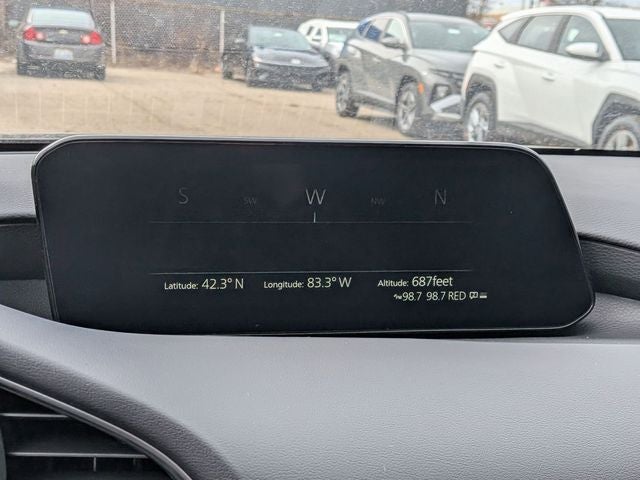 S SW W NW N
Latitude: 42.3° N Longitude: 83.3° W Altitude: 687feet
98.7 98.7 RED